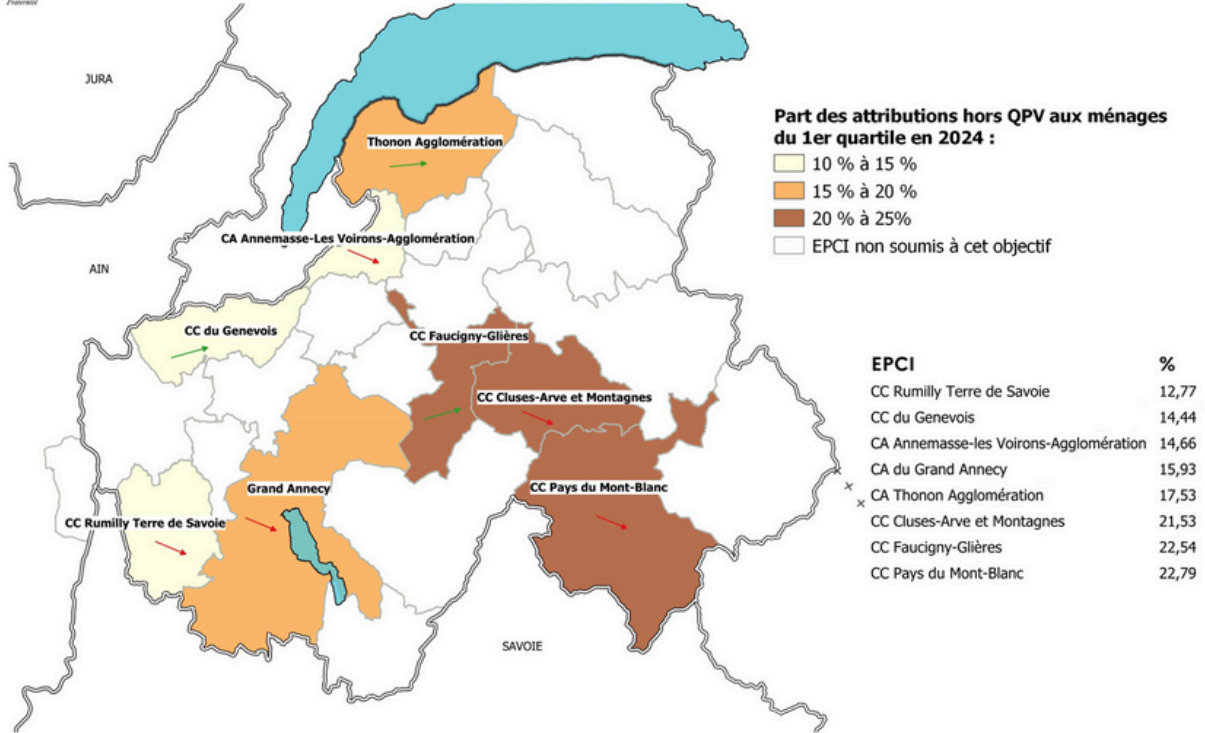 Fraternité
JURA
Thonon Agglomération
CA Annemasse-Les Voirons-Agglomération
AIN
CC du Genevois
CC Faucigny-Glières
CC Cluses-Arve et Montagnes
Grand Annecy
CC Pays du Mont-Blanc
CC Rumilly Terre de Savoie
SAVOIE
Part des attributions hors QPV aux ménages
du 1er quartile en 2024 :
10 % à 15 %
15 % à 20 %
20 % à 25%
EPCI non soumis à cet objectif
EPCI %
CC Rumilly Terre de Savoie 12,77
CC du Genevois 14,44
CA Annemasse-les Voirons-Agglomération 14,66
CA du Grand Annecy 15,93
CA Thonon Agglomération 17,53
CC Cluses-Arve et Montagnes 21,53
CC Faucigny-Glières 22,54
CC Pays du Mont-Blanc 22,79